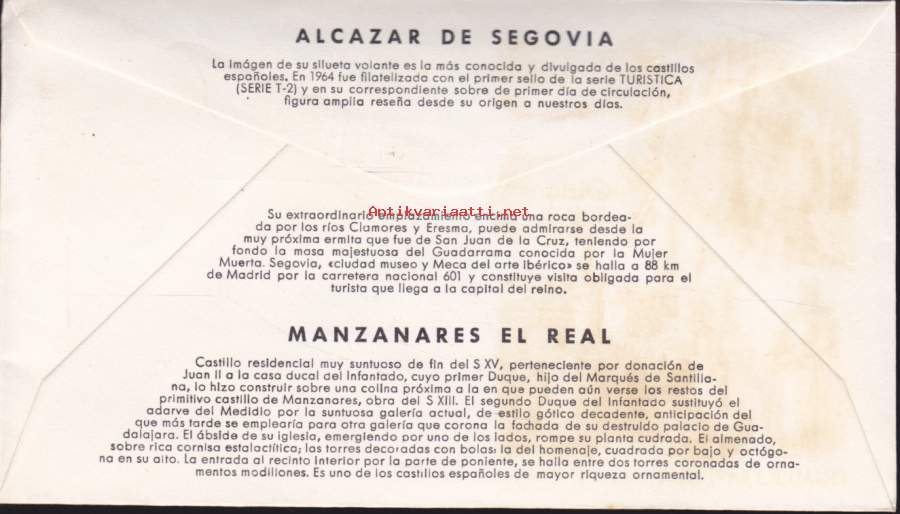 ALCAZAR DE SEGOVIA
La imágen de su silueta volante es la más conocida y divulgada de los castillos
españoles. En 1964 fue filatelizada con el primer sello de la serie TURISTICA
(SERIE T-2) y en su correspondiente sobre de primer día de circulación,
figura amplia reseña desde su origen a nuestros días.
Antikvariaatti.net
Su extraordinario emplazamiento encima una roca bordea-
da por los ríos Clamores y Eresma, puede admirarse desde la
muy próxima ermita que fue de San Juan de la Cruz, teniendo por
fondo la masa majestuosa del Guadarrama conocida por la Mujer
Muerta. Segovia, «ciudad museo y Meca del arte ibérico» se halla a 88 km
de Madrid por la carretera nacional 601 y constituye visita obligada para el
turista que llega a la capital del reino.
MANZANARES EL REAL
Castillo residencial muy suntuoso de fin del S XV, perteneciente por donación de
Juan II a la casa ducal del Infantado, cuyo primer Duque, hijo del Marqués de Santilla-
na, lo hizo construir sobre una colina próxima a la en que pueden aún verse los restos del
primitivo castillo de Manzanares, obra del S XIII. El segundo Duque del Infantado sustituyó el
adarve del Medidio por la suntuosa galería actual, de estilo gótico decadente, anticipación del
que más tarde se emplearía para otra galería que corona la fachada de su destruido palacio de Gua-
dalajara. El ábside de su iglesia, emergiendo por uno de los lados, rompe su planta cudrada. El almenado,
sobre rica cornisa estalactítica; las torres decoradas con bolas: la del homenaje, cuadrada por bajo y octógo-
na en su alto. La entrada al recinto interior por la parte de poniente, se halla entre dos torres coronadas de orna-
mentos modillones. Es uno de los castillos españoles de mayor riqueza ornamental.